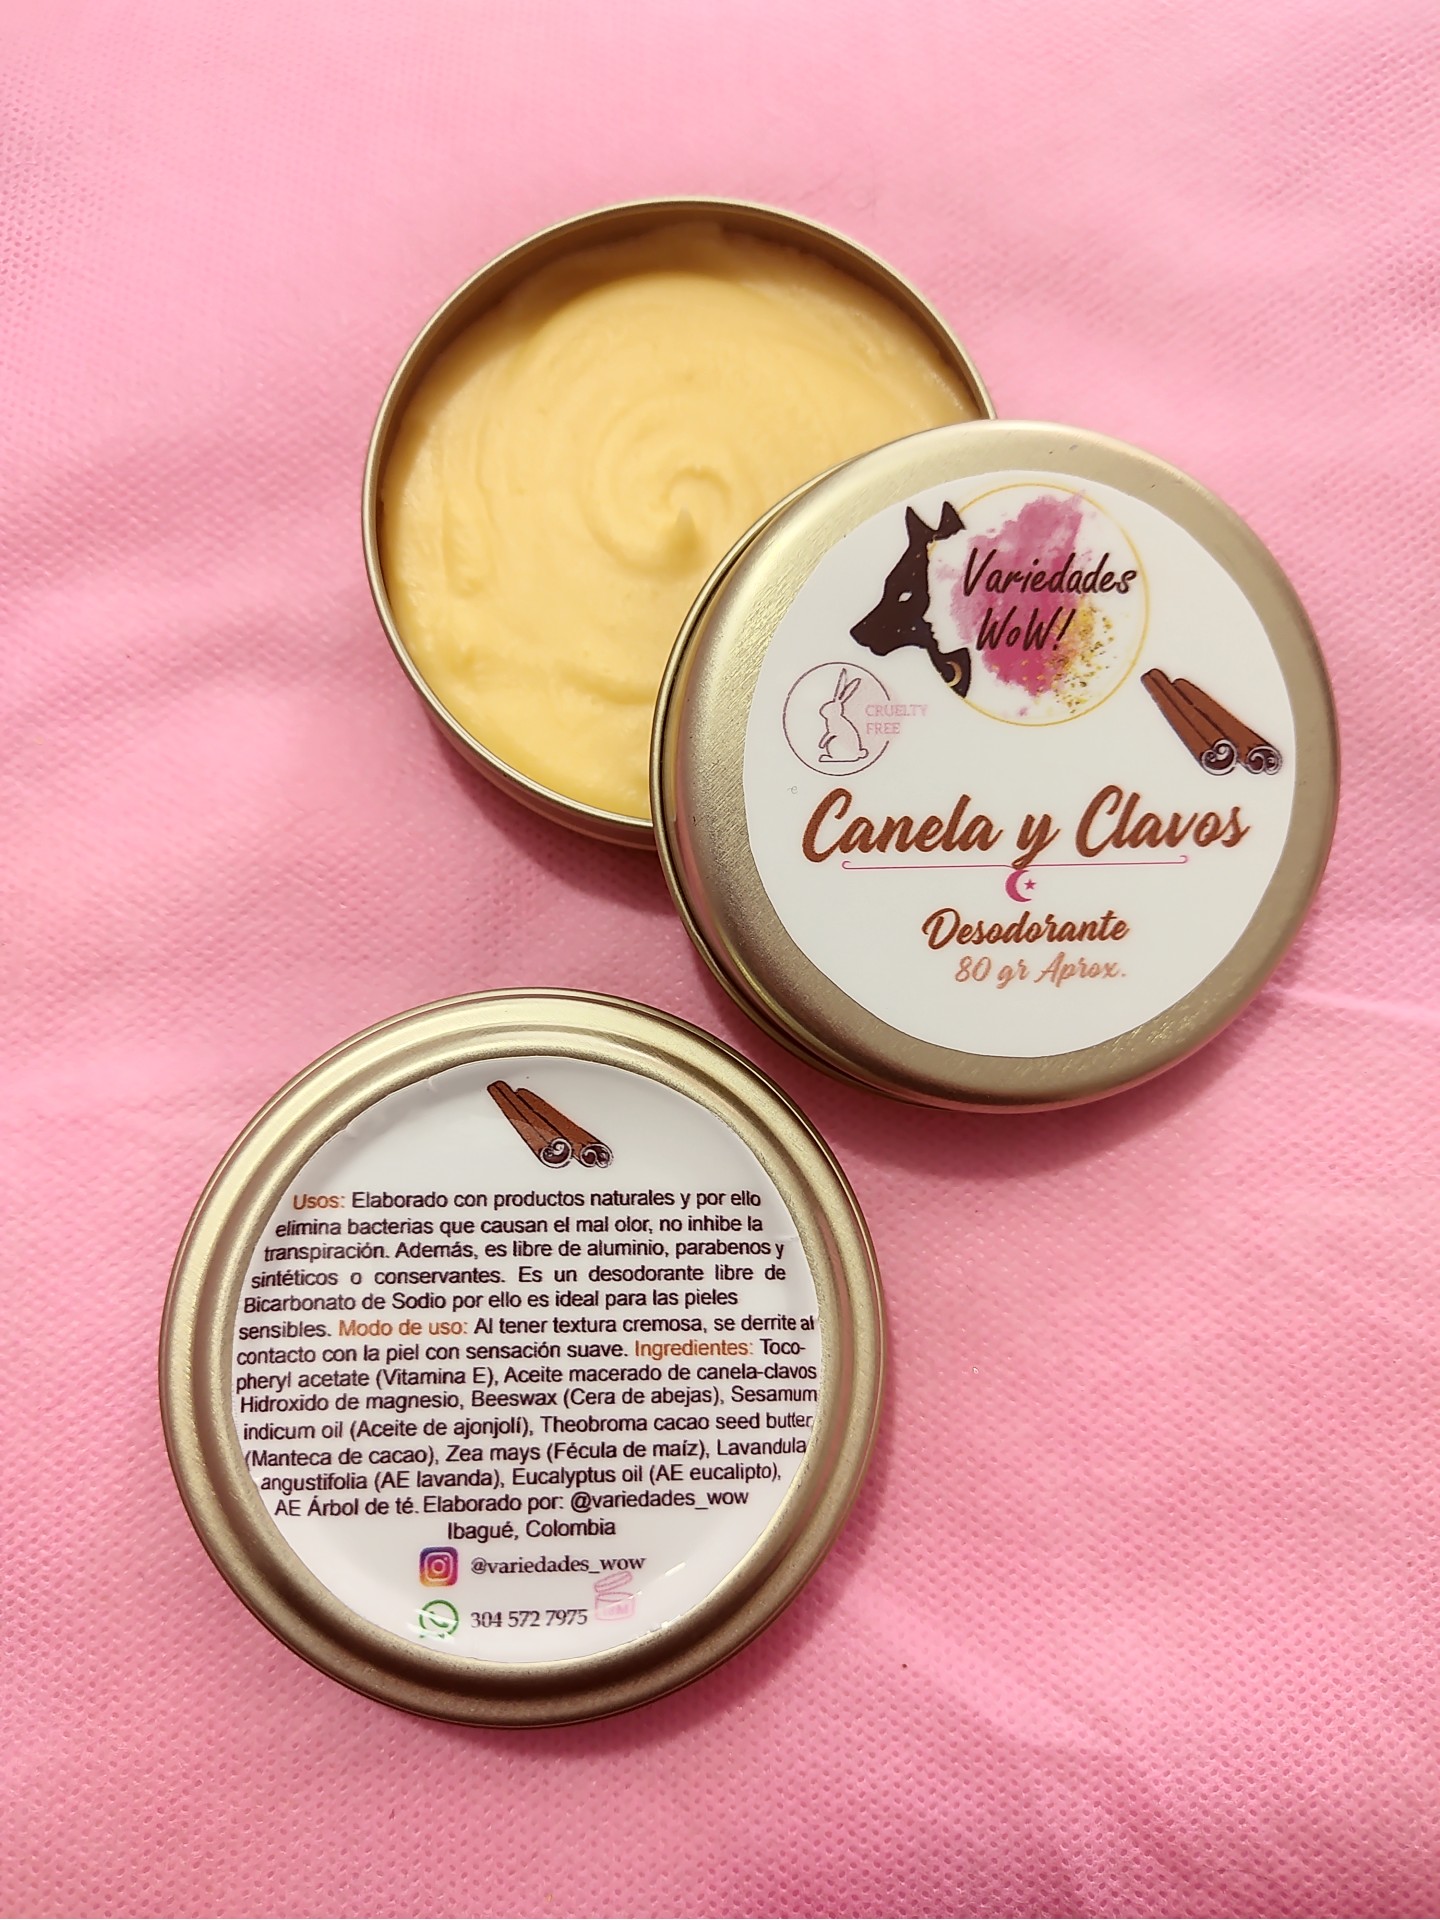 Variedades
WoW!
CRUELTY
FREE
Canela y Clavos
Desodorante
80 gr Aprox.
Usos: Elaborado con productos naturales y por ello
elimina bacterias que causan el mal olor, no inhibe la
transpiración. Además, es libre de aluminio, parabenos y
sintéticos o conservantes. Es un desodorante libre de
Bicarbonato de Sodio por ello es ideal para las pieles
sensibles. Modo de uso: Al tener textura cremosa, se derrite al
contacto con la piel con sensación suave. Ingredientes: Toco-
pheryl acetate (Vitamina E), Aceite macerado de canela-clavos
Hidroxido de magnesio, Beeswax (Cera de abejas), Sesamum
indicum oil (Aceite de ajonjolí), Theobroma cacao seed butter
(Manteca de cacao), Zea mays (Fécula de maíz), Lavandula
angustifolia (AE lavanda), Eucalyptus oil (AE eucalipto),
AE Árbol de té. Elaborado por: @variedades_wow
Ibagué, Colombia
@variedades_wow
304 572 7975